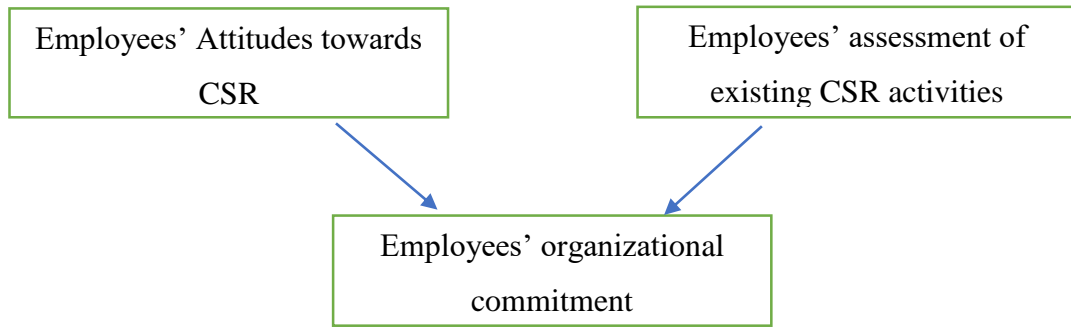 Employees’ Attitudes towards
CSR
Employees’ assessment of
existing CSR activities
Employees’ organizational
commitment